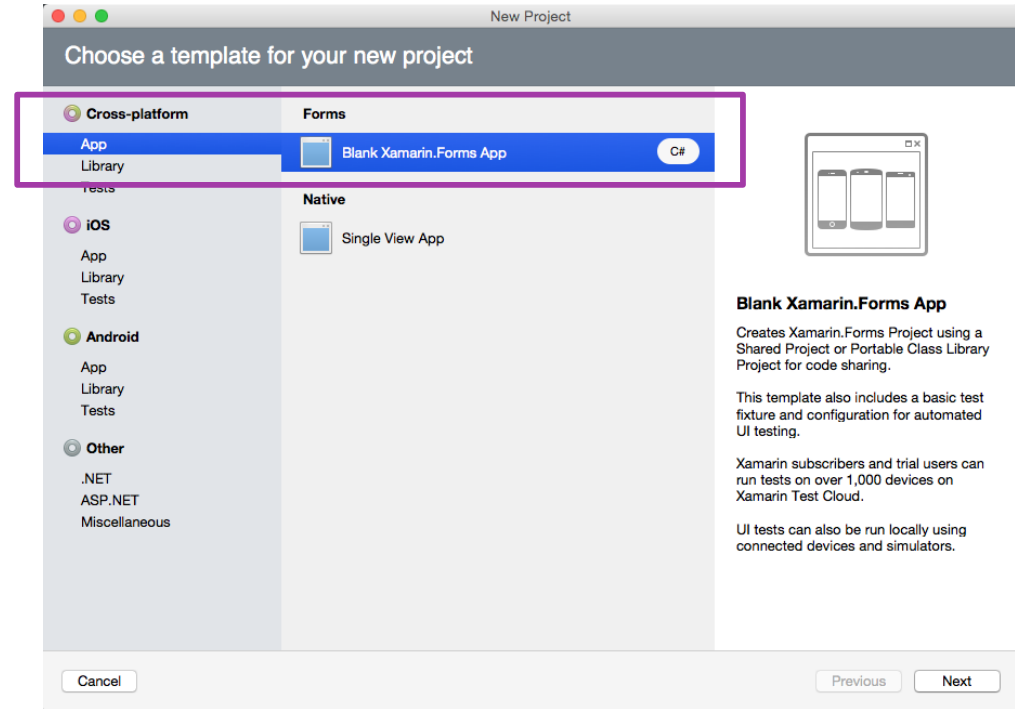 New Project
Choose a template for your new project
Cross-platform
App
Library
Tests
iOS
App
Library
Tests
Android
App
Library
Tests
Other
.NET
ASP.NET
Miscellaneous
Forms
Blank Xamarin.Forms App
C#
Native
Single View App
Blank Xamarin.Forms App
Creates Xamarin.Forms Project using a
Shared Project or Portable Class Library
Project for code sharing.
This template also includes a basic test
fixture and configuration for automated
UI testing.
Xamarin subscribers and trial users can
run tests on over 1,000 devices on
Xamarin Test Cloud.
UI tests can also be run locally using
connected devices and simulators.
Cancel
Previous
Next